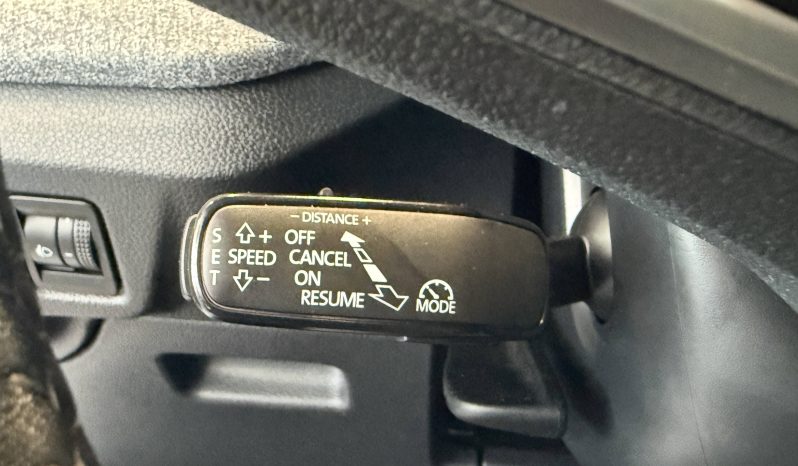 - DISTANCE +
S + OFF
E SPEED CANCEL
T - ON
RESUME
MODE